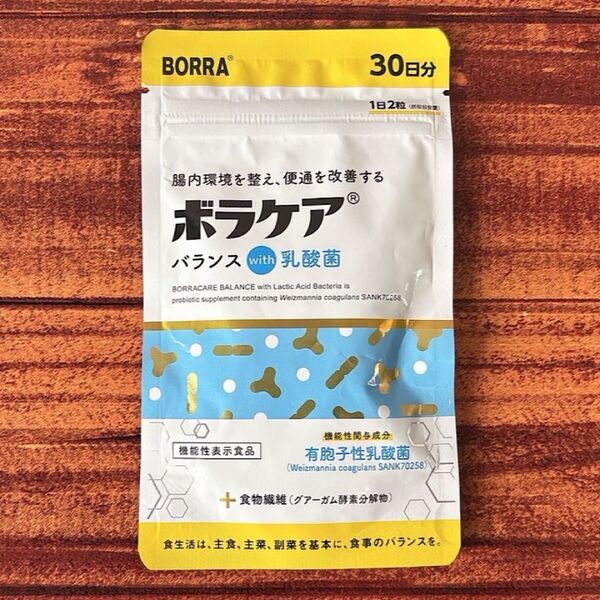 BORRA®
30日分
1日2粒(摂取目安量)
腸内環境を整え、便通を改善する
ボラケア®
バランス with 乳酸菌
BORRACARE BALANCE with Lactic Acid Bacteria is
probiotic supplement containing Weizmannia coagulans SANK70258.
機能性表示食品
機能性関与成分
有胞子性乳酸菌
(Weizmannia coagulans SANK70258)
+食物繊維(グアーガム酵素分解物)
食生活は、主食、主菜、副菜を基本に、食事のバランスを。